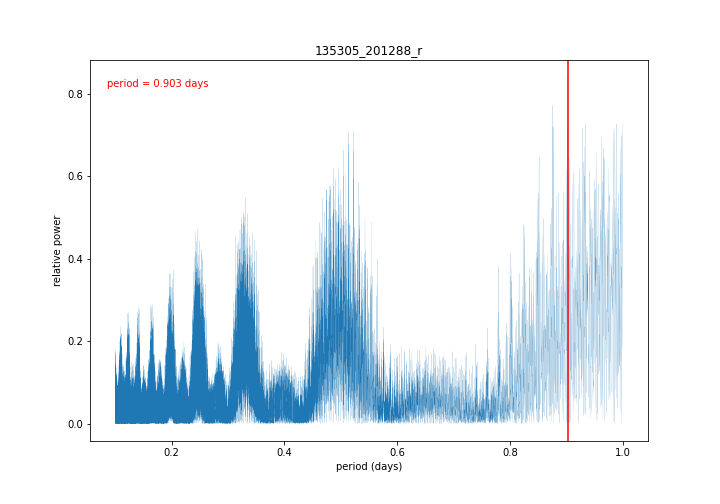 135305_201288_r
period = 0.903 days
relative power
0.8
0.6
0.4
0.2
0.0
0.2 0.4 0.6 0.8 1.0
period (days)